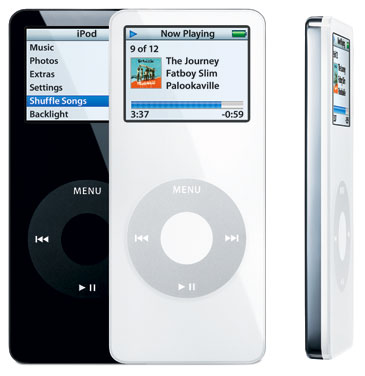 iPod
Music
Photos
Extras
Settings
Shuffle Songs
Backlight
MENU
Now Playing
9 of 12
The Journey
Fatboy Slim
Palookaville
3:37
-0:59
MENU